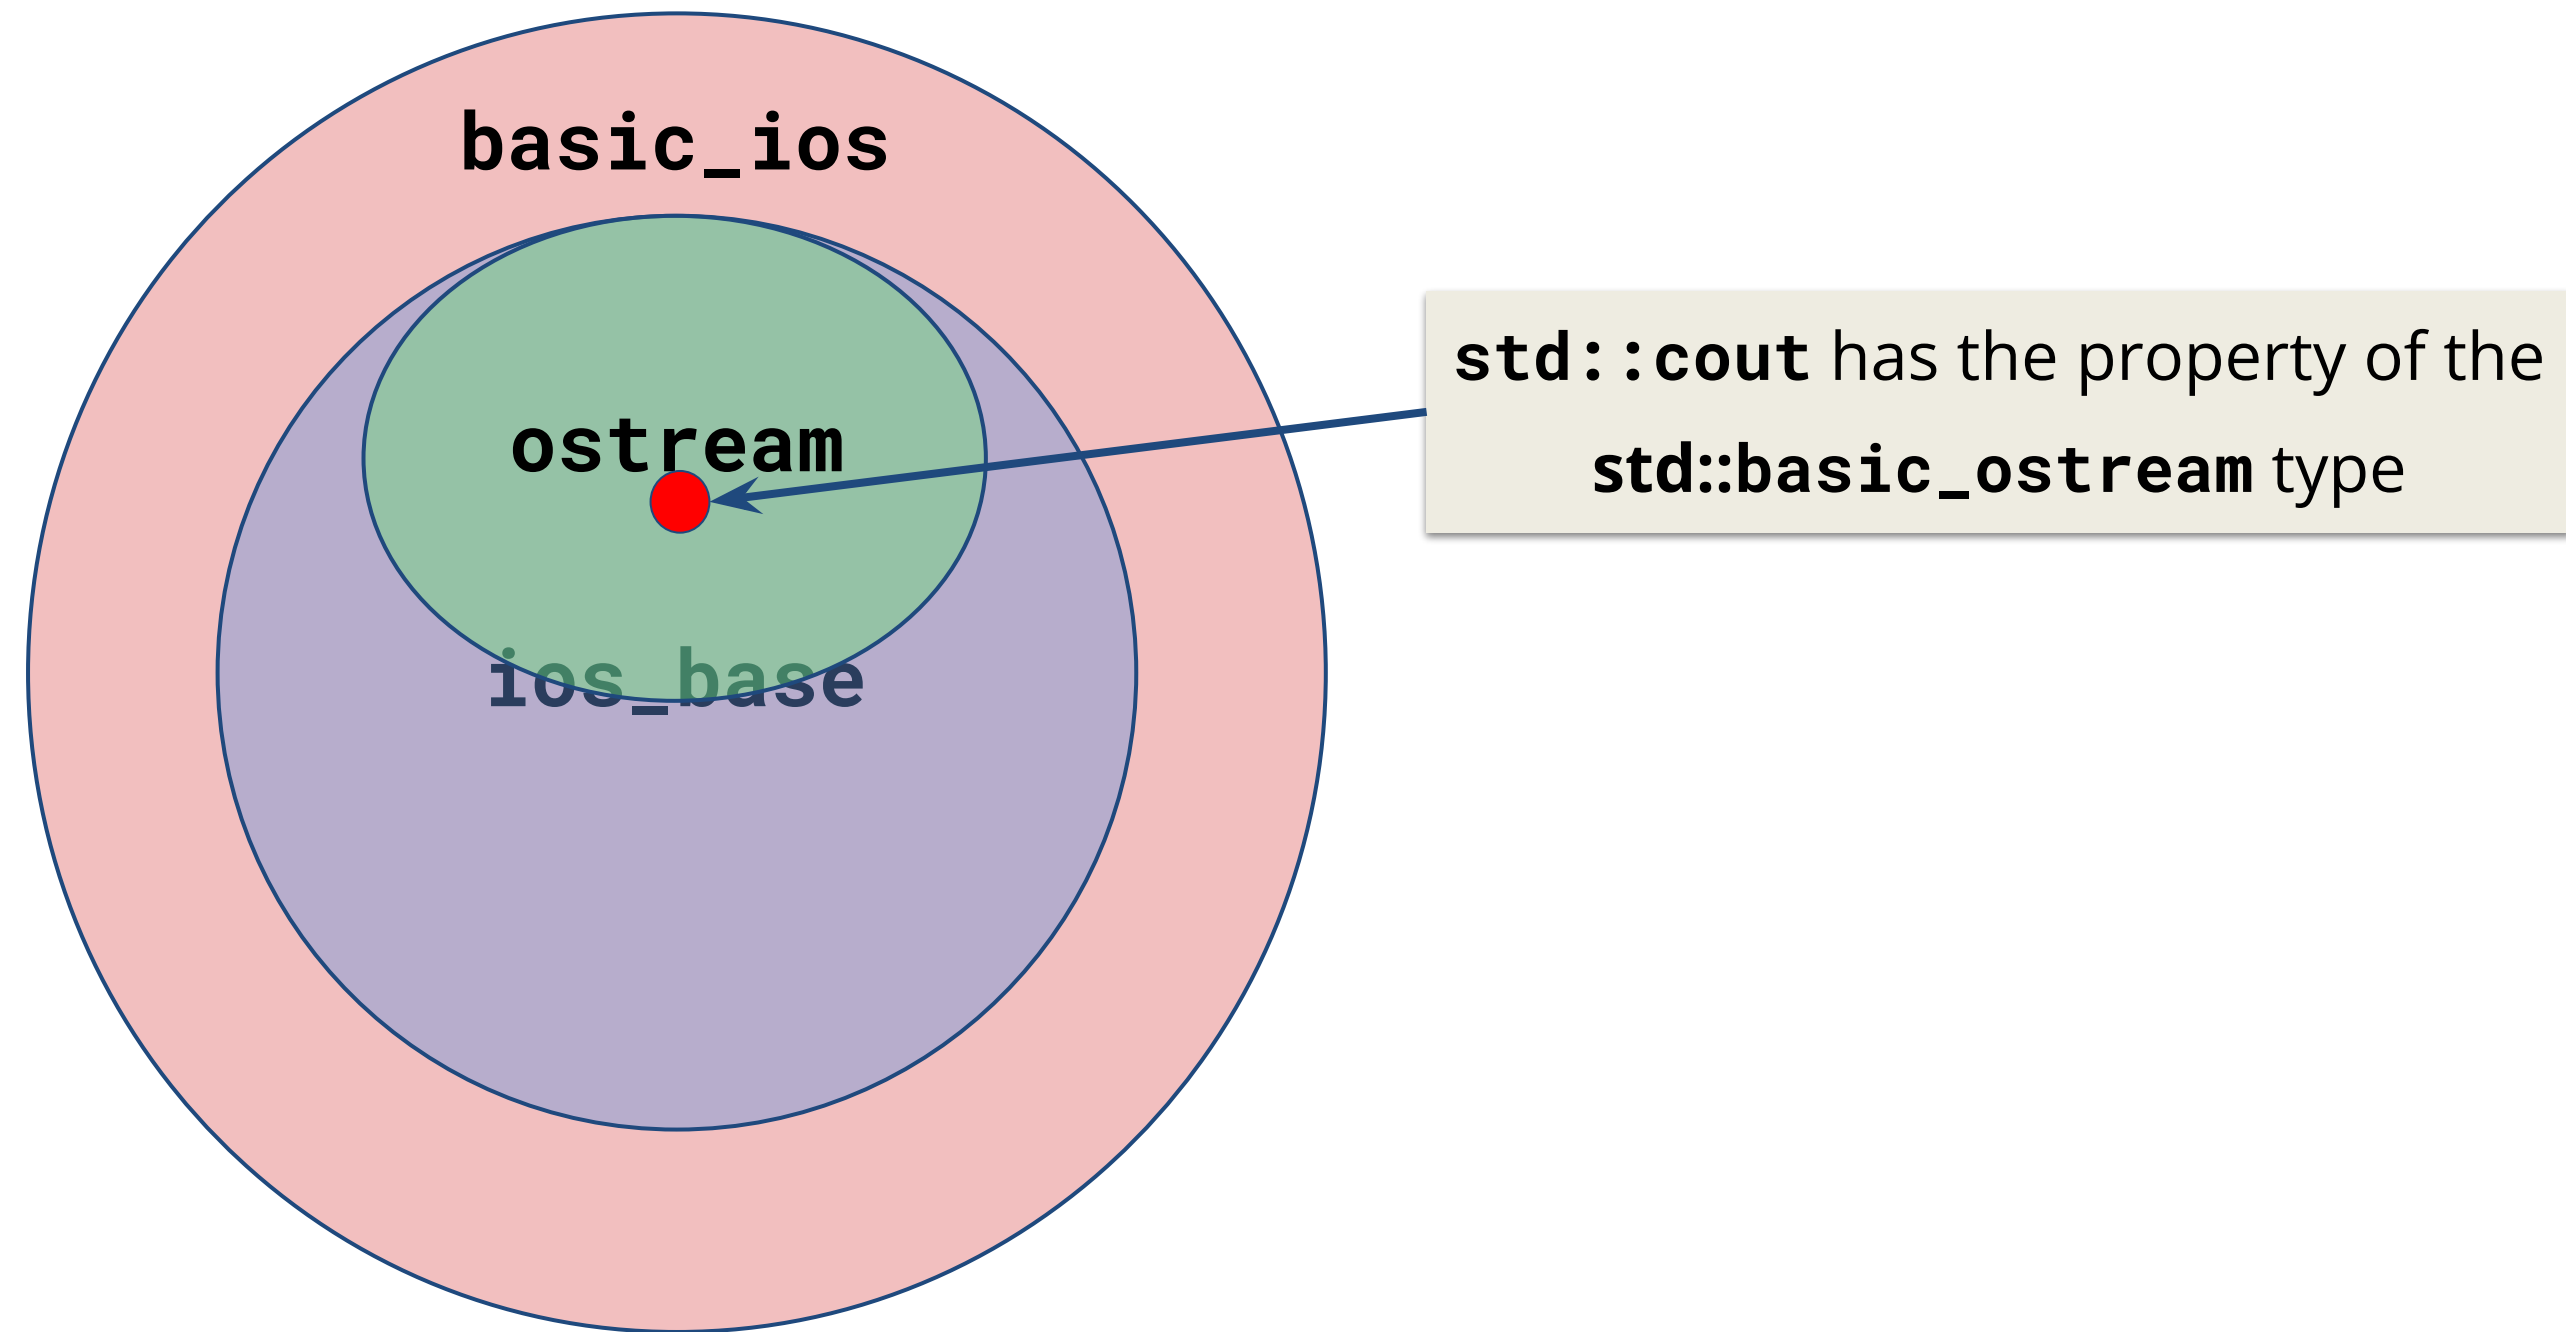 basic_ios
ostream
ios_base
std::cout has the property of the
std::basic_ostream type